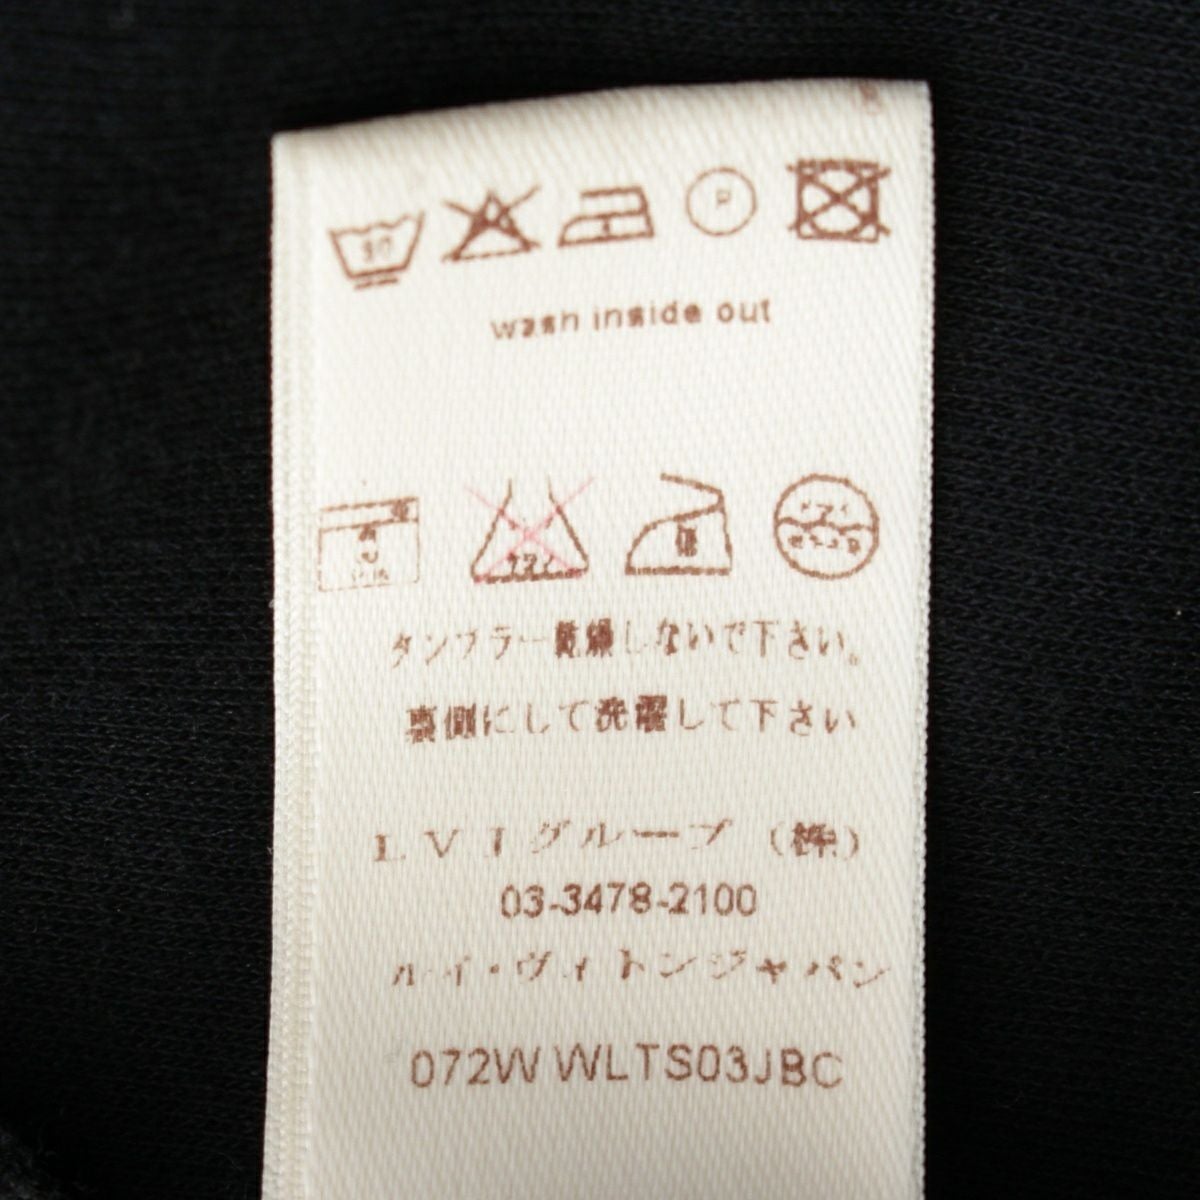 P
wash inside out
タンブラー乾燥しないで下さい。
裏側にして洗濯して下さい
LVJグループ（株）
03-3478-2100
ルイ・ヴィトンジャパン
072W WLTS03JBC